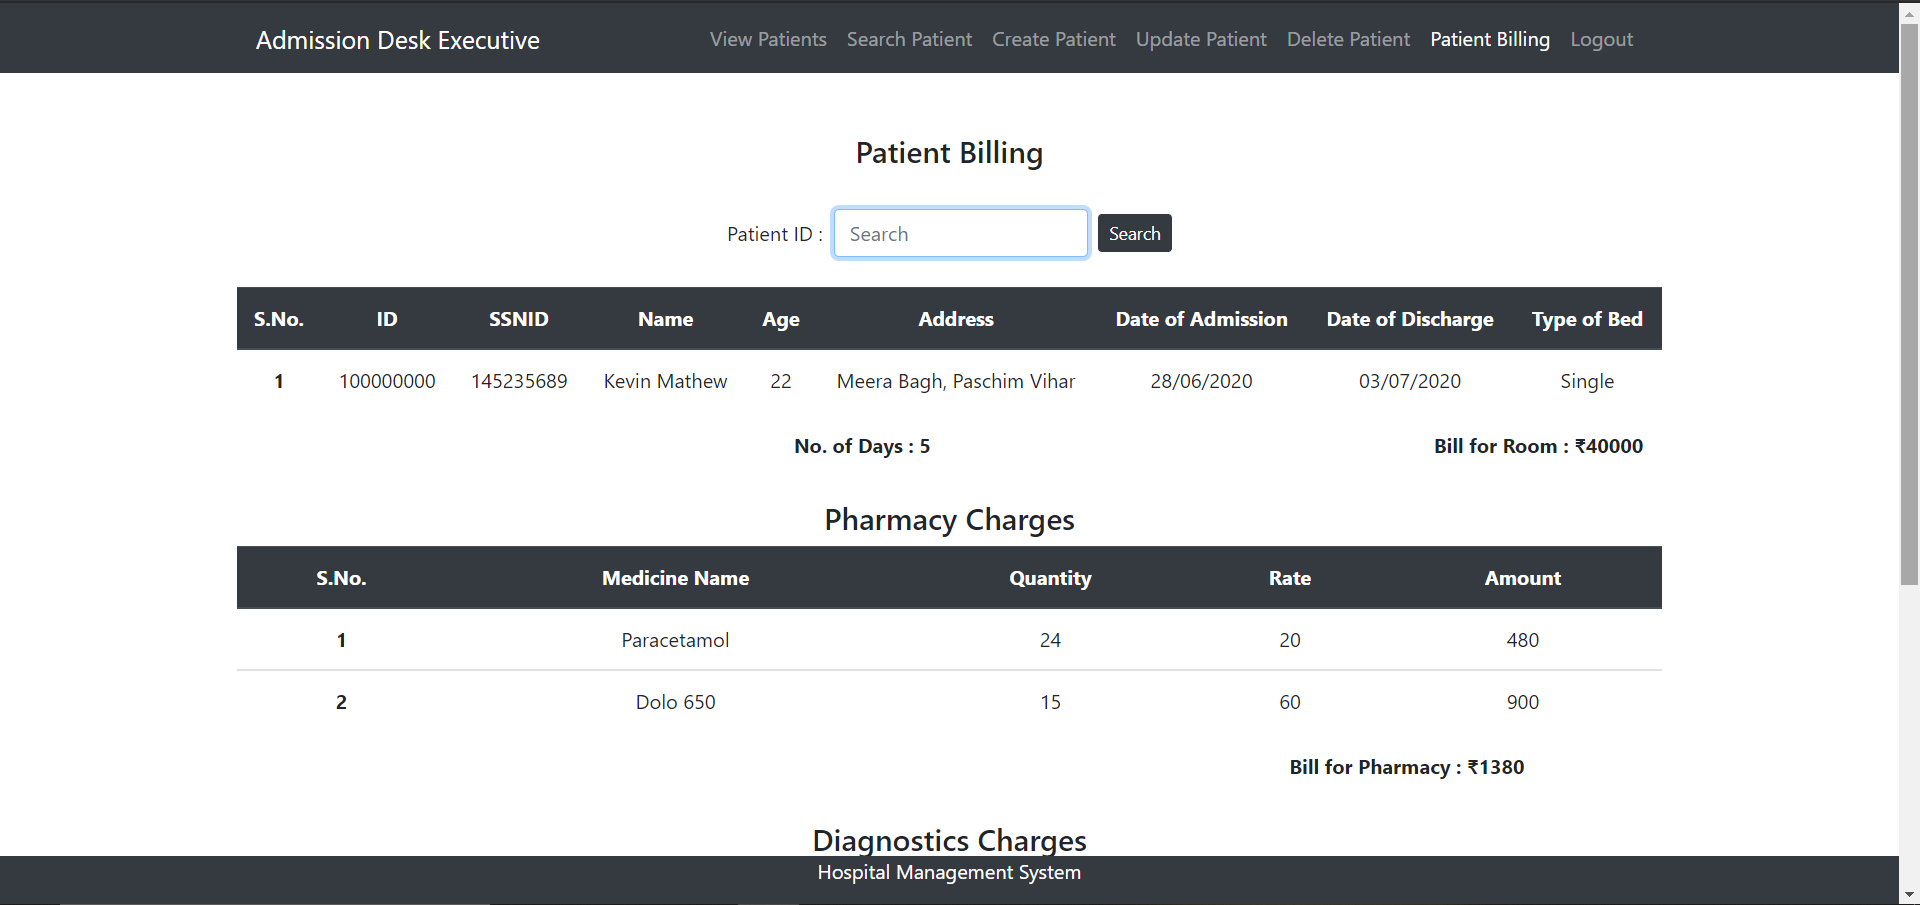 Admission Desk Executive View Patients Search Patient Create Patient Update Patient Delete Patient Patient Billing Logout
Patient Billing
Patient ID : Search Search
S.No. ID SSNID Name Age Address Date of Admission Date of Discharge Type of Bed
1 100000000 145235689 Kevin Mathew 22 Meera Bagh, Paschim Vihar 28/06/2020 03/07/2020 Single
No. of Days : 5 Bill for Room : ₹40000
Pharmacy Charges
S.No. Medicine Name Quantity Rate Amount
1 Paracetamol 24 20 480
2 Dolo 650 15 60 900
Bill for Pharmacy : ₹1380
Diagnostics Charges
Hospital Management System